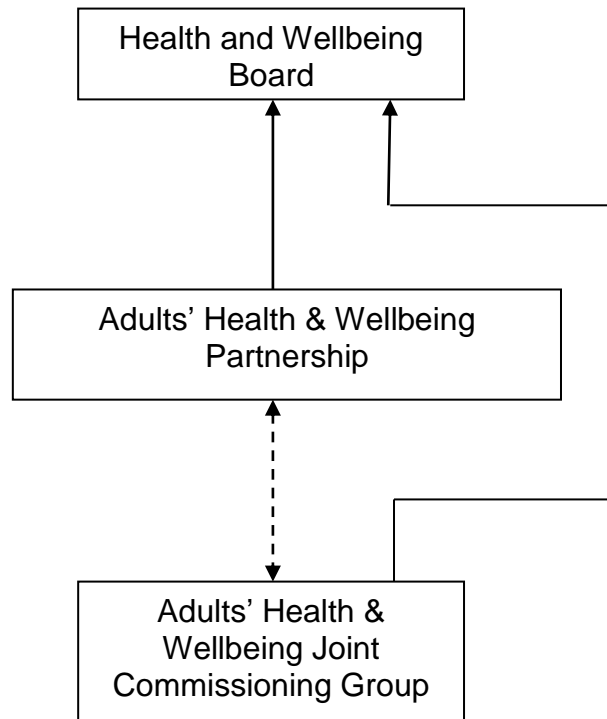 Health and Wellbeing
Board
Adults’ Health & Wellbeing
Partnership
Adults’ Health &
Wellbeing Joint
Commissioning Group